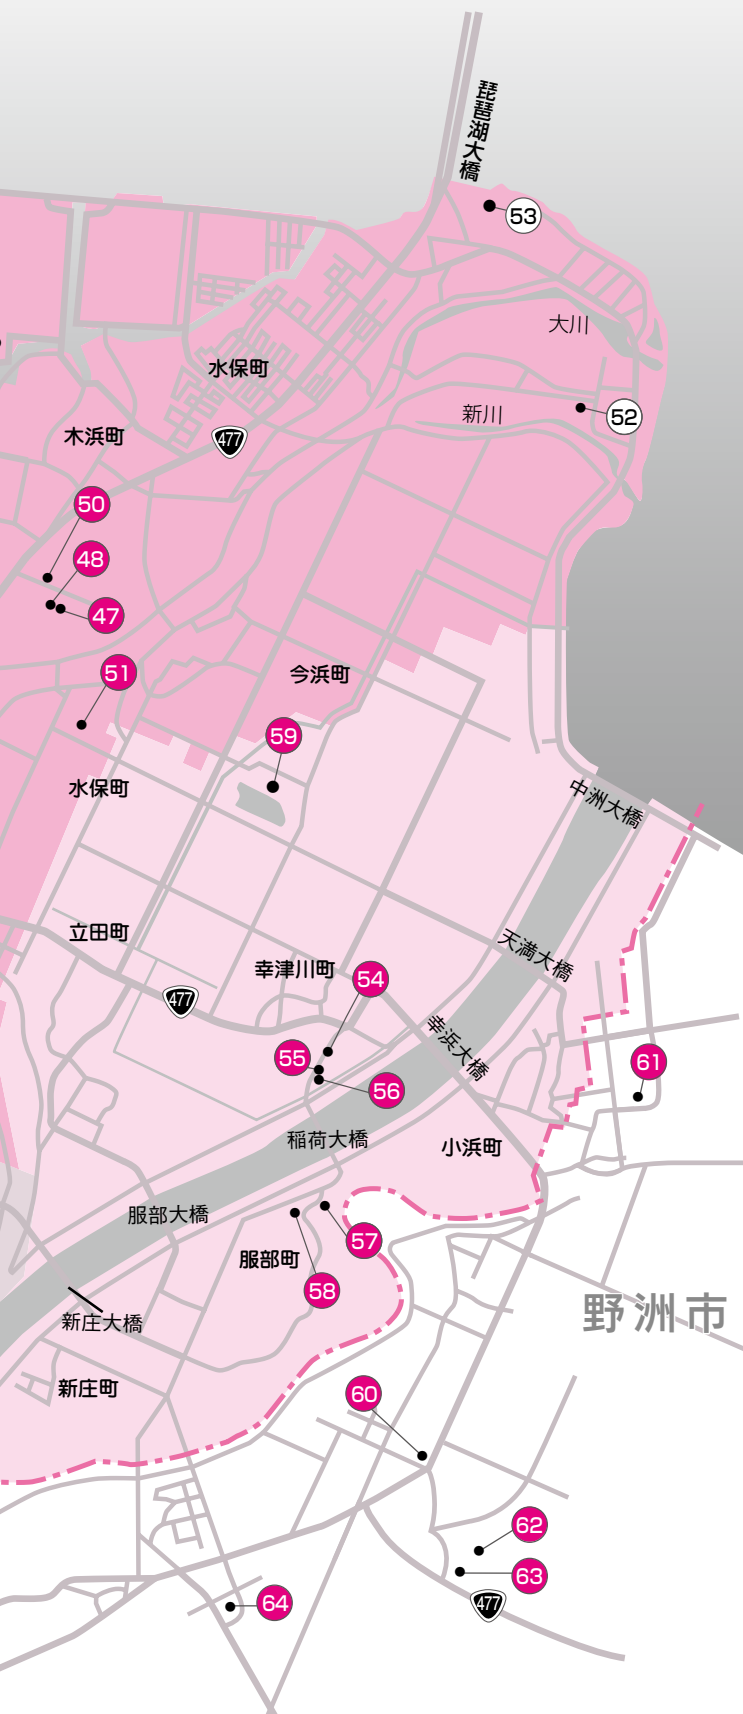 琵琶湖大橋
53
大川
水保町
新川
52
木浜町
477
50
48
47
51
今浜町
59
水保町
中洲大橋
立田町
天満大橋
幸津川町
54
477
幸浜大橋
55
56
61
稲荷大橋
小浜町
服部大橋
57
服部町
58
新庄大橋
野洲市
新庄町
60
62
63
64
477